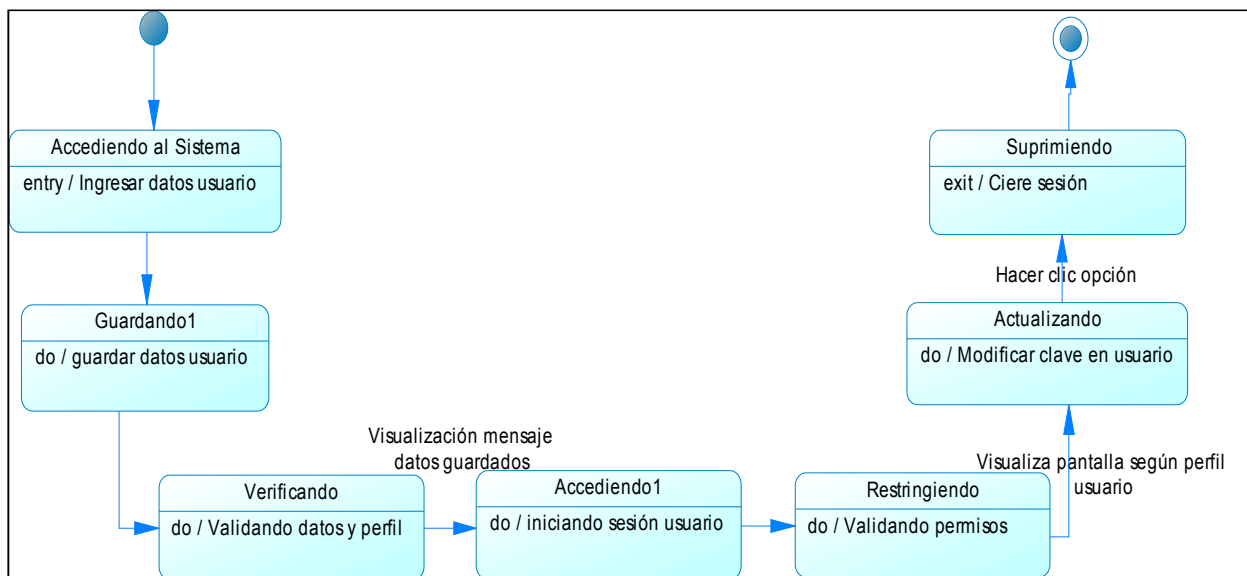 Accediendo al Sistema
entry / Ingresar datos usuario
Guardando1
do / guardar datos usuario
Verificando
do / Validando datos y perfil
Visualización mensaje
datos guardados
Accediendo1
do / iniciando sesión usuario
Restringiendo
do / Validando permisos
Visualiza pantalla según perfil
usuario
Actualizando
do / Modificar clave en usuario
Hacer clic opción
Suprimiendo
exit / Ciere sesión